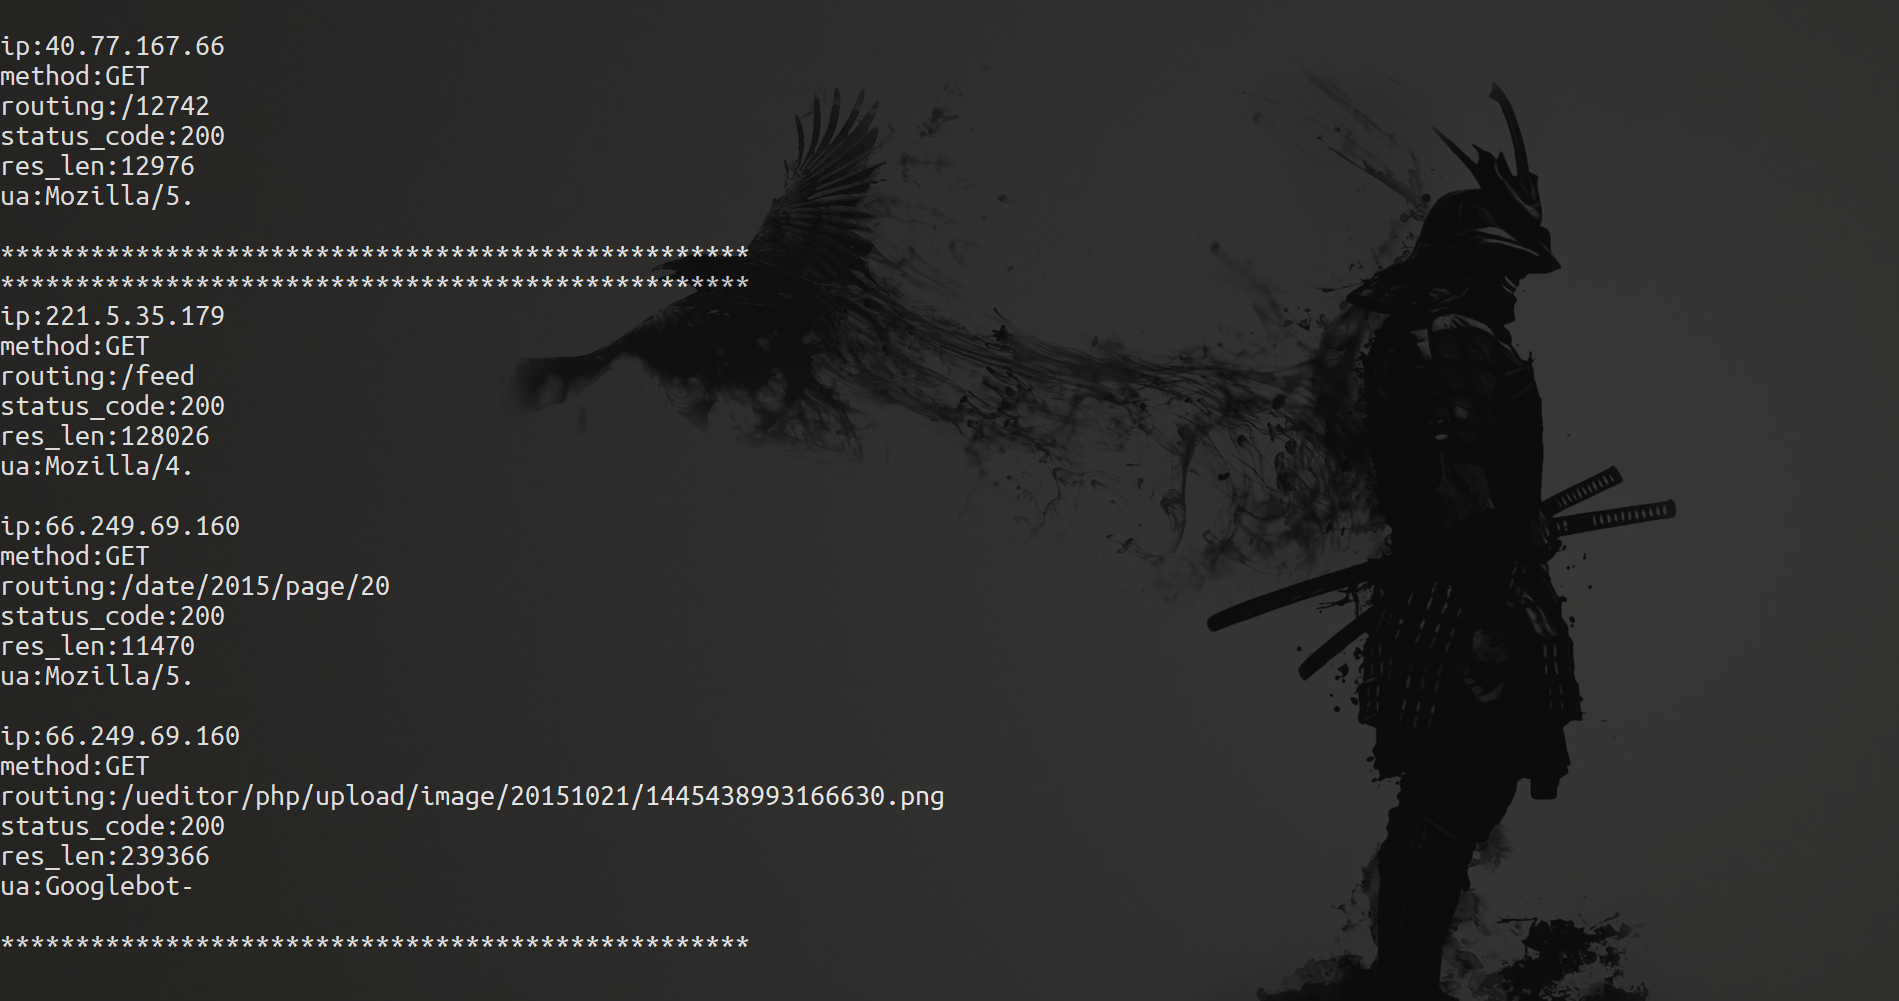 ip:40.77.167.66
method:GET
routing:/12742
status_code:200
res_len:12976
ua:Mozilla/5.
**************************************************
**************************************************
ip:221.5.35.179
method:GET
routing:/feed
status_code:200
res_len:128026
ua:Mozilla/4.
ip:66.249.69.160
method:GET
routing:/date/2015/page/20
status_code:200
res_len:11470
ua:Mozilla/5.
ip:66.249.69.160
method:GET
routing:/ueditor/php/upload/image/20151021/1445438993166630.png
status_code:200
res_len:239366
ua:Googlebot-
**************************************************